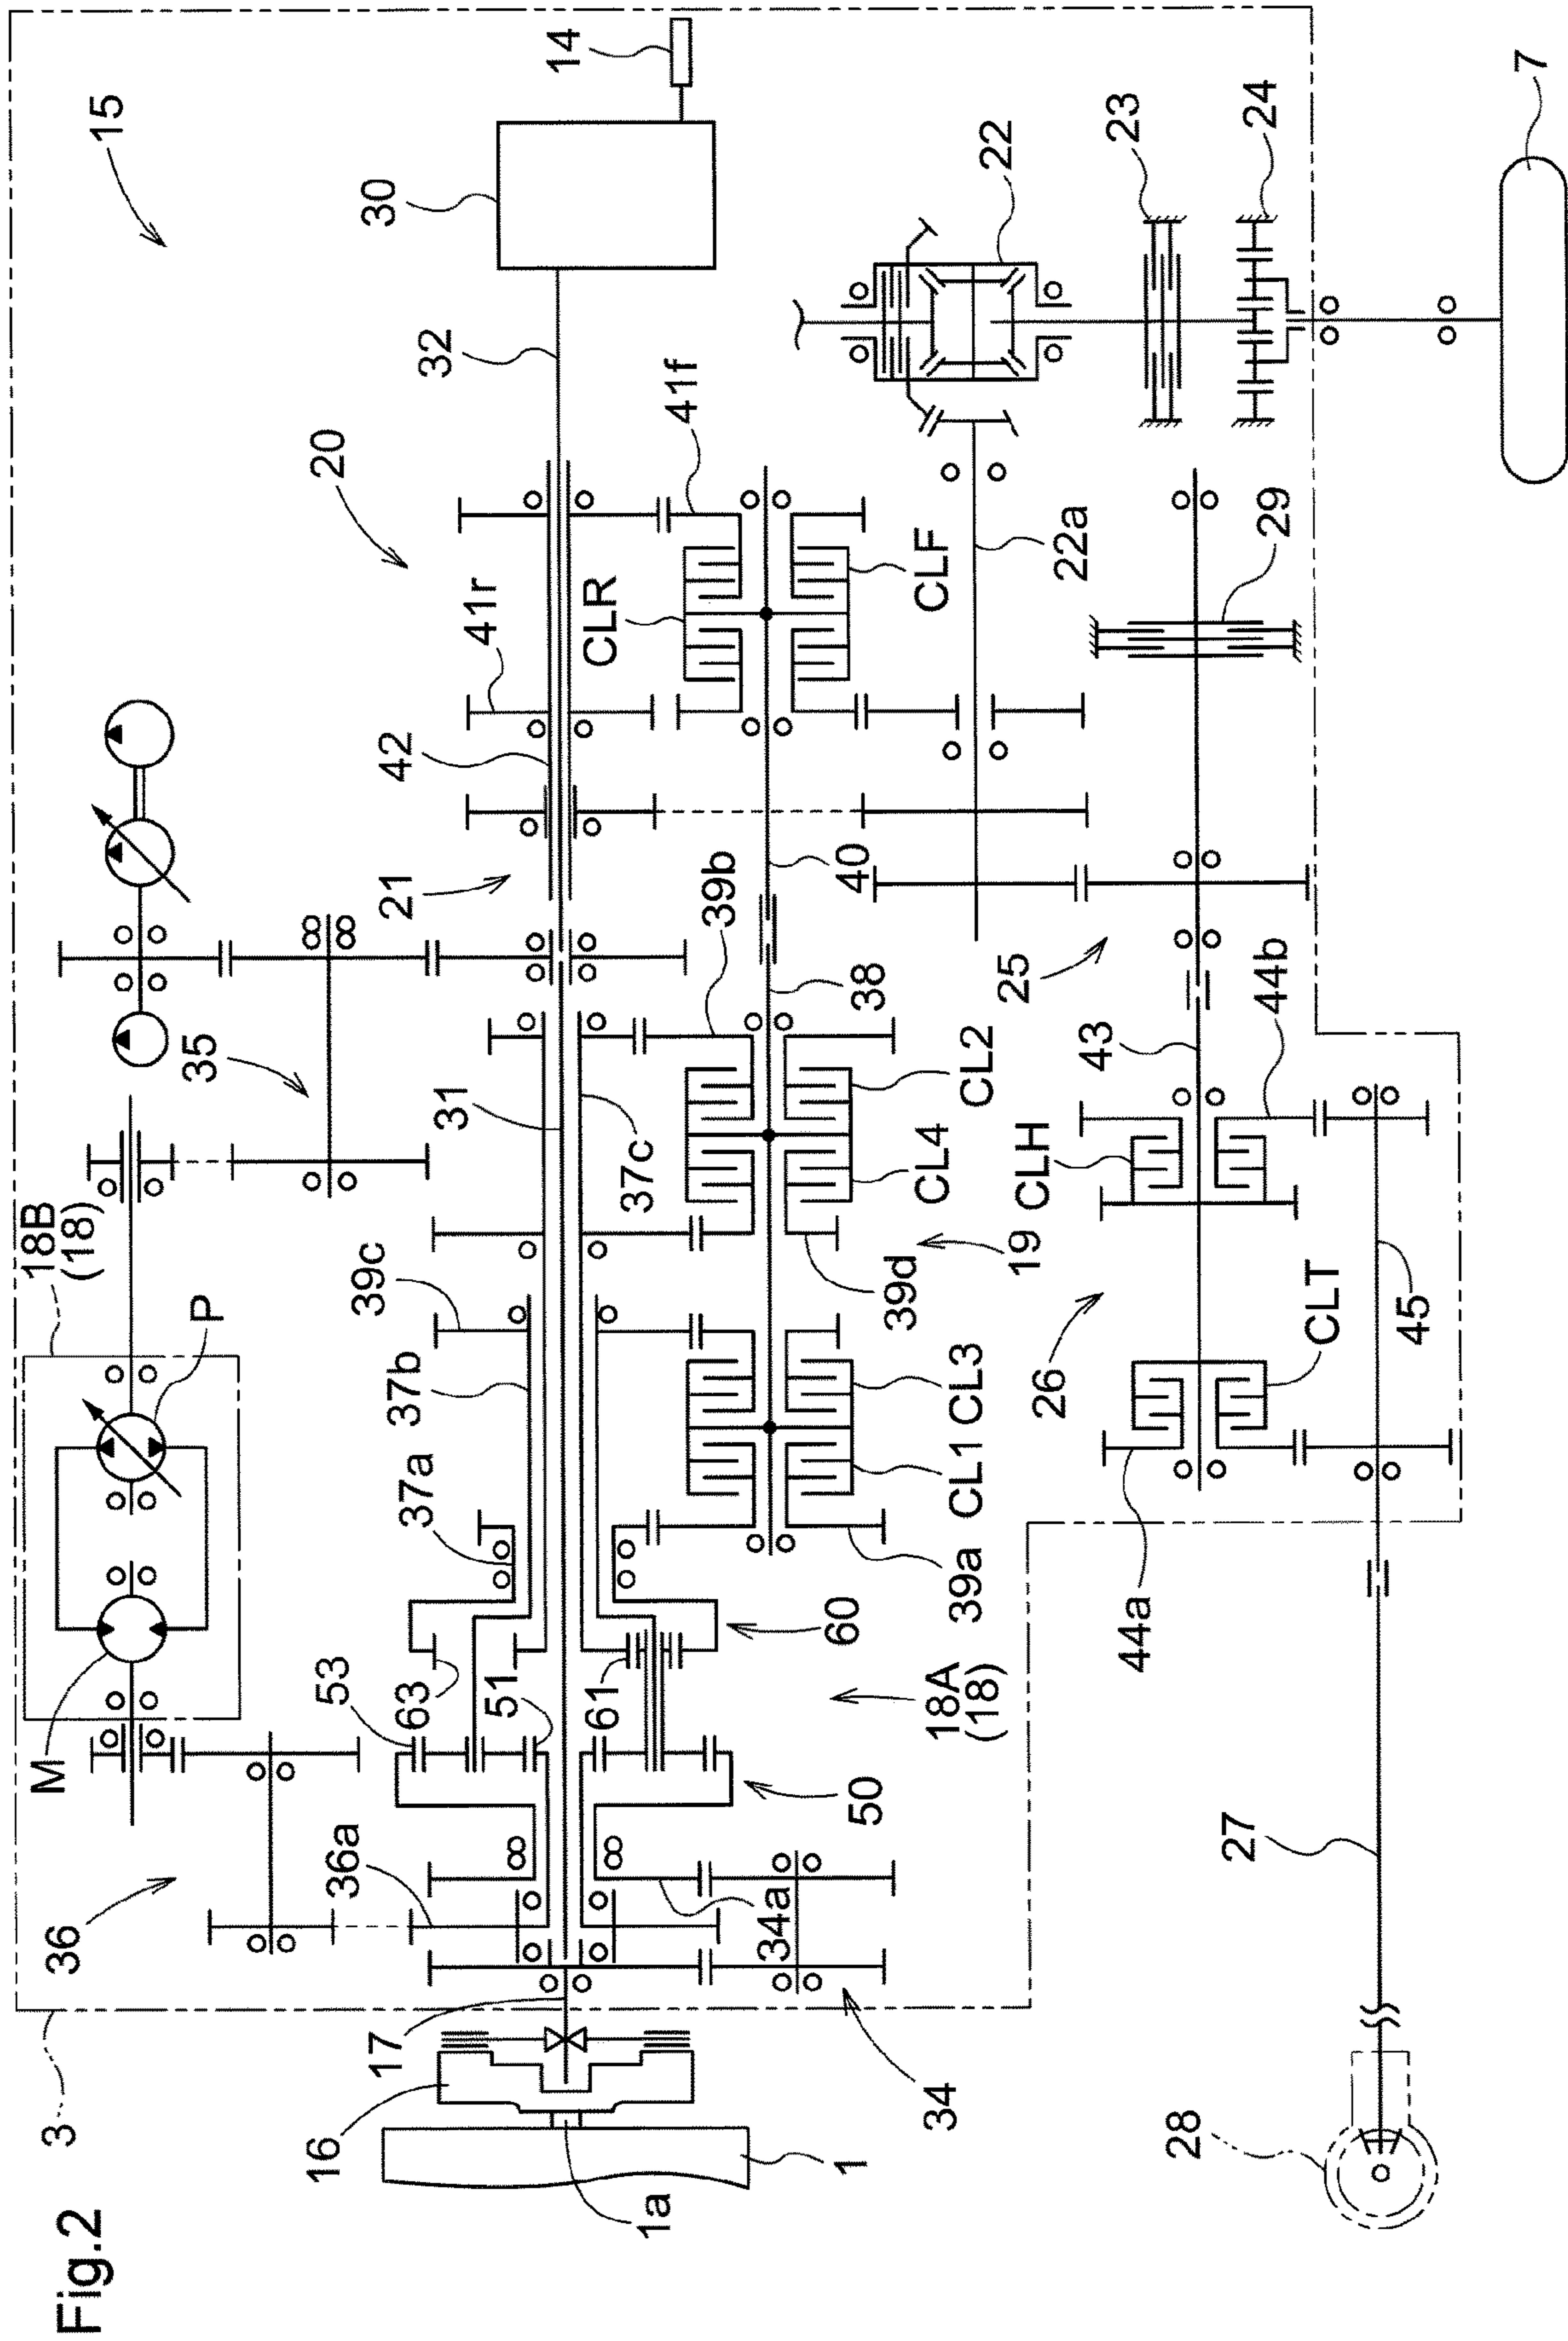 Fig.2
15
14
30
32
20
41r
41f
CLR
CLF
42
21
22
23
24
7
22a
29
40
39b
38
25
43
44b
35
31
37c
CL2
CL4
CLH
18B
(18)
P
39c
39d
19
37b
37a
CL3
CL1
26
CLT
45
39a
44a
M
53
63
51
61
60
18A
(18)
50
36
36a
34a
27
3
17
16
34
1
1a
28